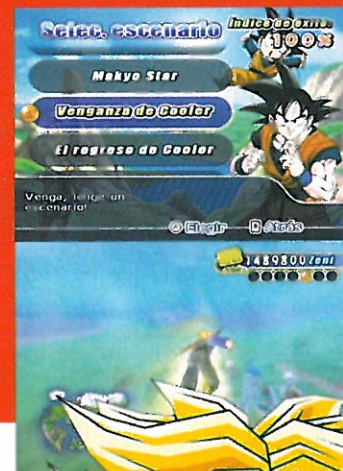 Selec. escenario
Índice de éxito
100%
Makyo Star
Venganza de Cooler
El regreso de Cooler
Venga, ¡elige un
escenario!
Elegir Atrás
1489800 Zeni